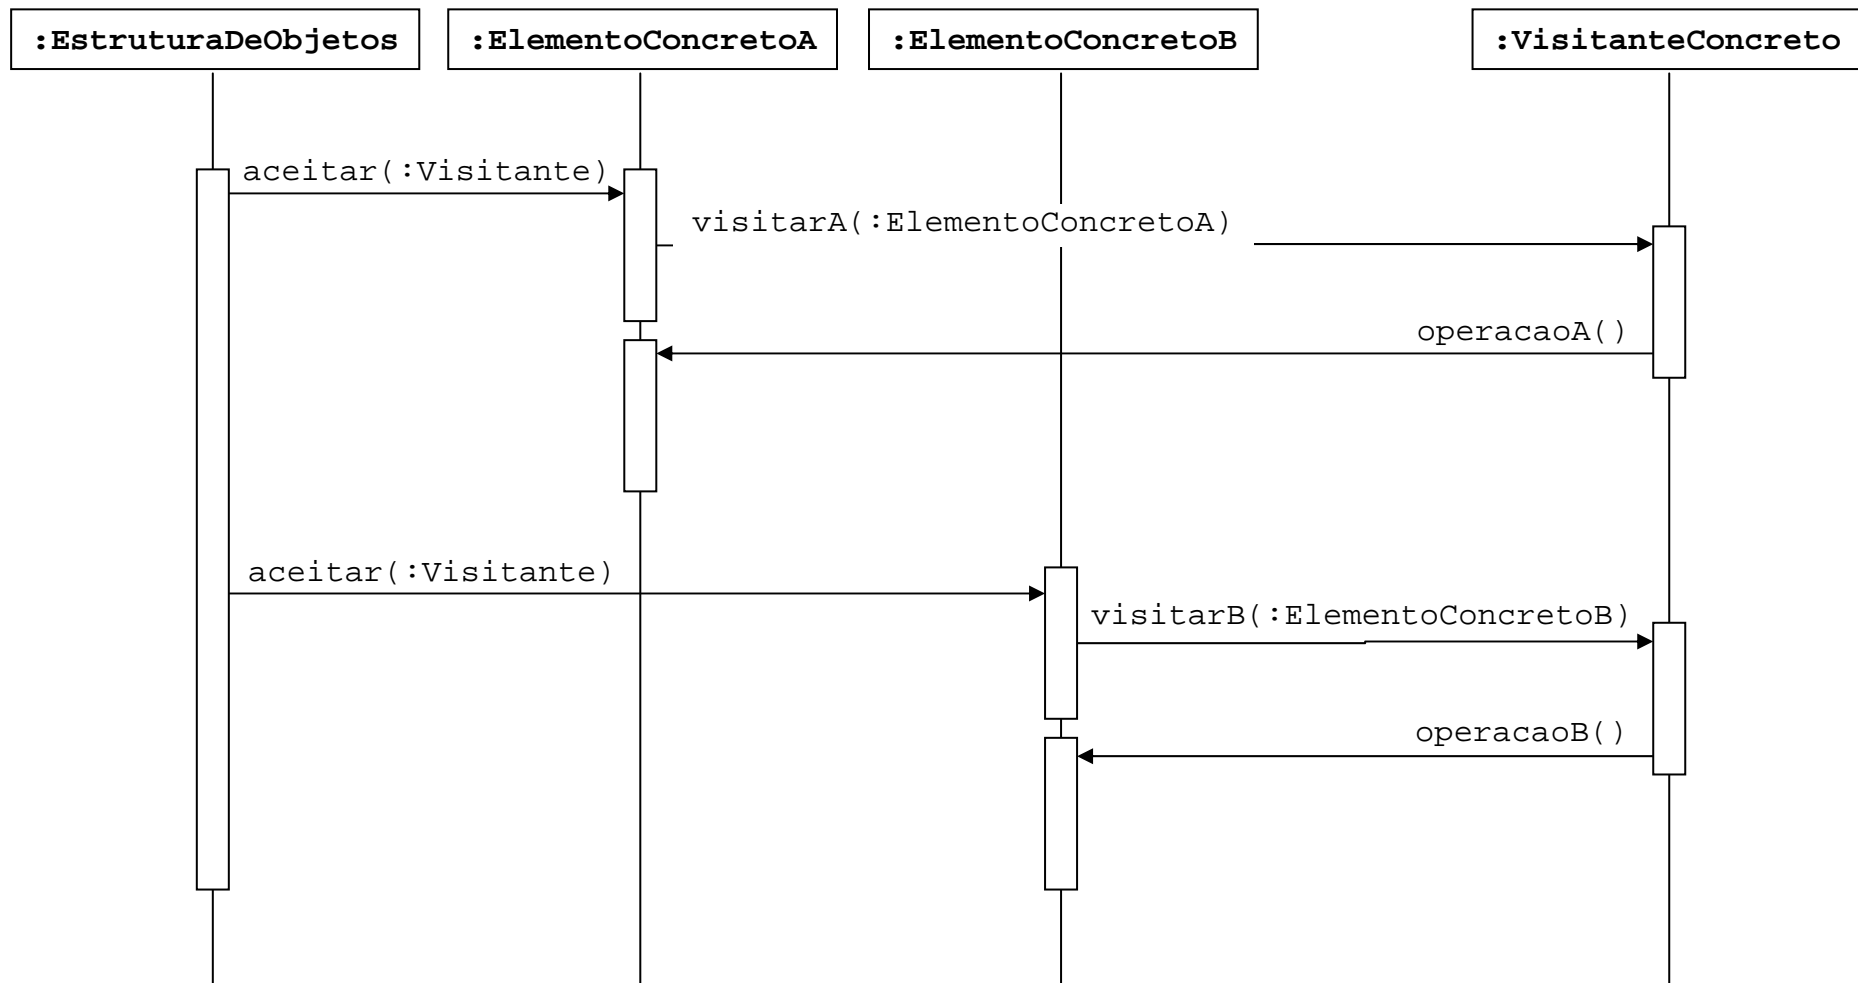 :EstruturaDeObjetos
:ElementoConcretoA
:ElementoConcretoB
:VisitanteConcreto
aceitar(:Visitante)
visitarA(:ElementoConcretoA)
operacaoA()
aceitar(:Visitante)
visitarB(:ElementoConcretoB)
operacaoB()